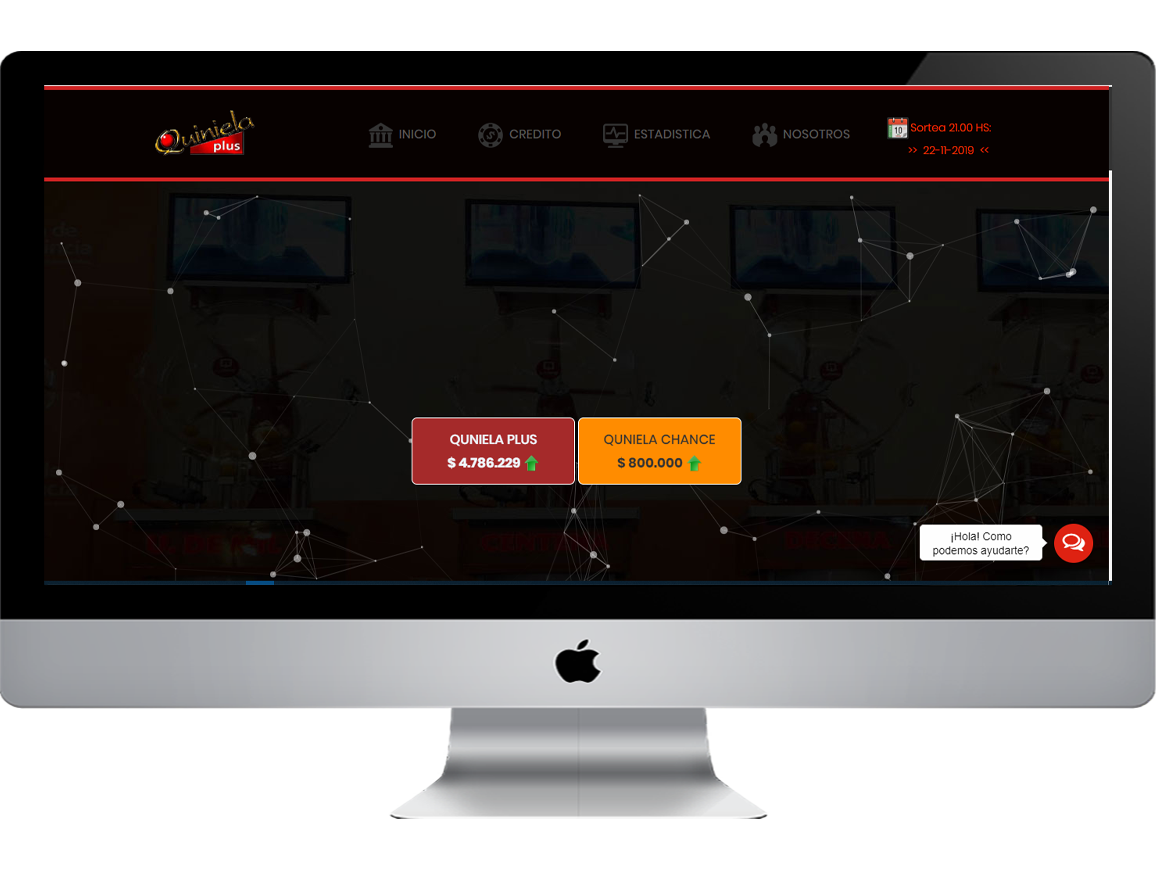 Quiniela
plus
INICIO
CREDITO
ESTADISTICA
NOSOTROS
10
Sortea 21.00 HS:
>> 22-11-2019 <<
de
QUNIELA PLUS
$ 4.786.229
QUNIELA CHANCE
$ 800.000
¡Hola! Como
podemos ayudarte?